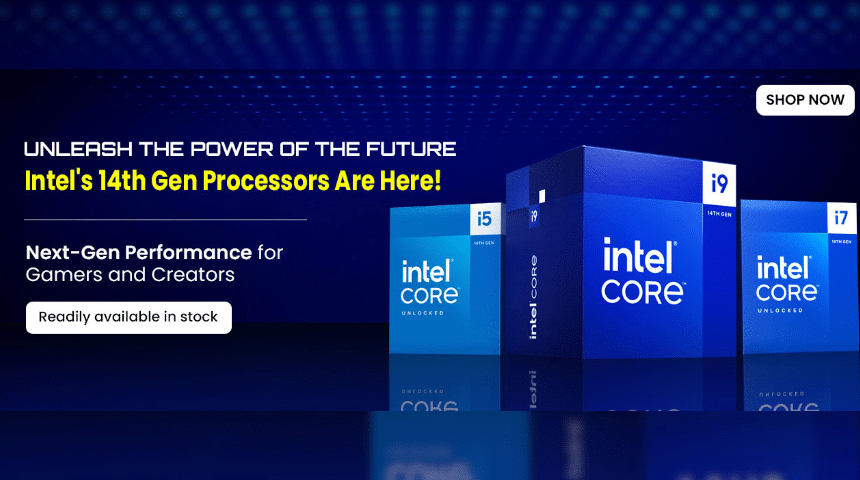 SHOP NOW
UNLEASH THE POWER OF THE FUTURE
Intel's 14th Gen Processors Are Here!
Next-Gen Performance for
Gamers and Creators
Readily available in stock
i5
14TH GEN
intel
CORE
UNLOCKED
i9
intel CORE
i9
14TH GEN
intel
CORE
i7
14TH GEN
intel
CORE
UNLOCKED